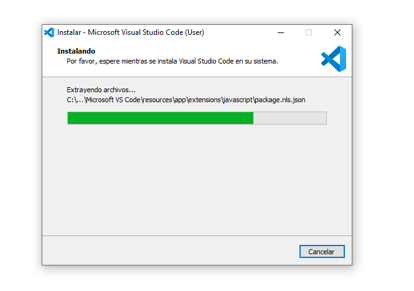 Instalar - Microsoft Visual Studio Code (User)
Instalando
Por favor, espere mientras se instala Visual Studio Code en su sistema.
Extrayendo archivos...
C:\...\Microsoft VS Code\resources\app\extensions\javascript\package.nls.json
Cancelar